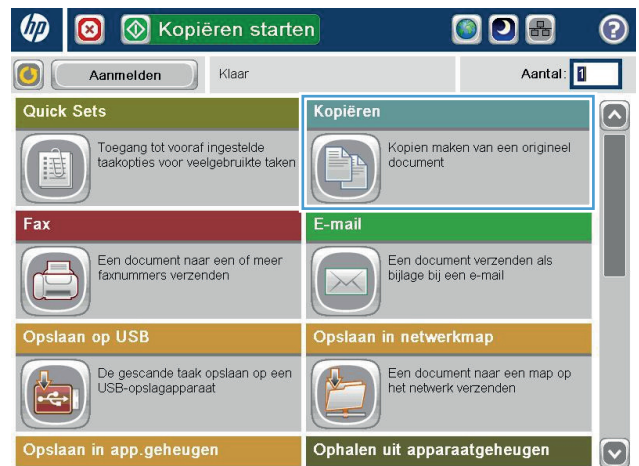 hp
Kopiëren starten
?
Aanmelden
Klaar
Aantal: 1
Quick Sets
Toegang tot vooraf ingestelde
taakopties voor veelgebruikte taken
Kopiëren
Kopien maken van een origineel
document
Fax
Een document naar een of meer
faxnummers verzenden
E-mail
Een document verzenden als
bijlage bij een e-mail
Opslaan op USB
De gescande taak opslaan op een
USB-opslagapparaat
Opslaan in netwerkmap
Een document naar een map op
het netwerk verzenden
Opslaan in app.geheugen
Ophalen uit apparaatgeheugen